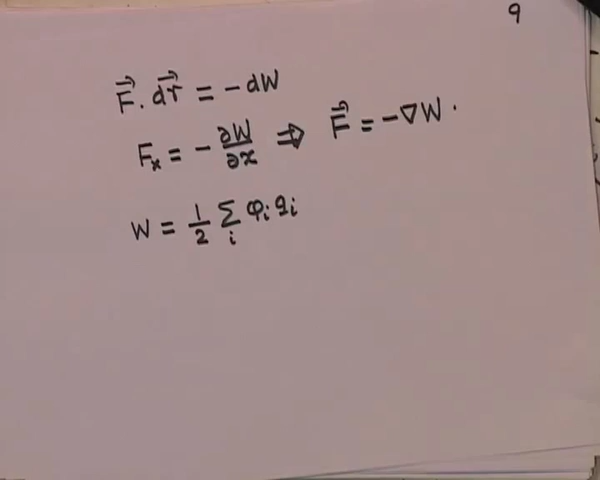 9
F⃗ . dr⃗ = - dW
Fₓ = - ∂W/∂x ⇒ F⃗ = - ∇W .
W = 1/2 Σᵢ φᵢ qᵢ